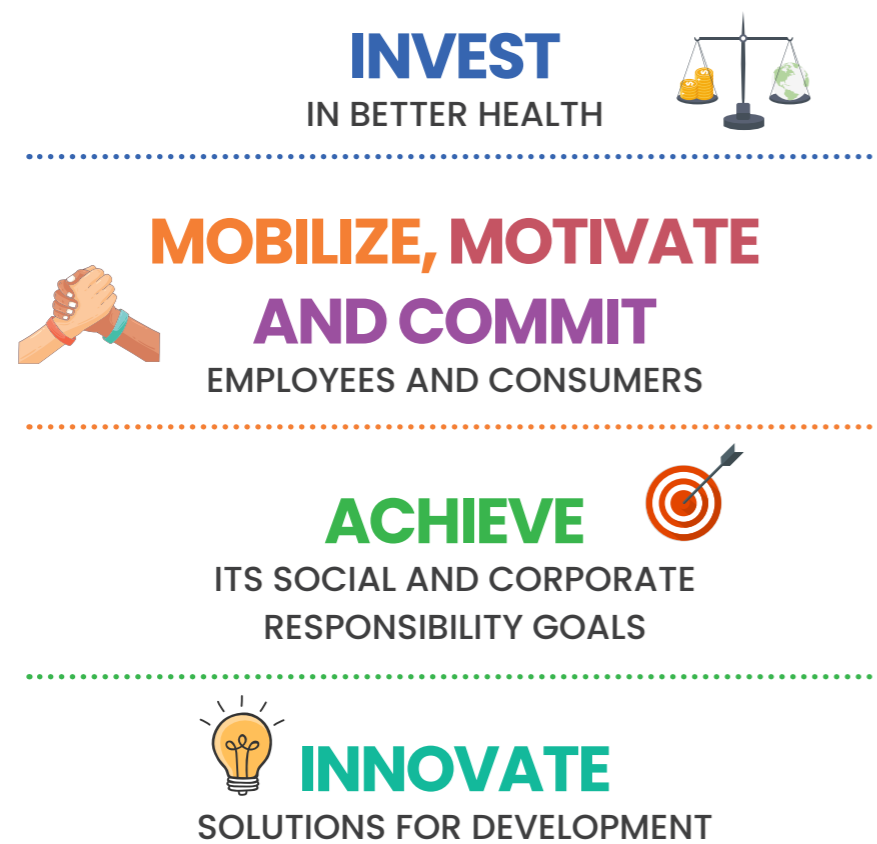 INVEST
IN BETTER HEALTH
MOBILIZE, MOTIVATE
AND COMMIT
EMPLOYEES AND CONSUMERS
ACHIEVE
ITS SOCIAL AND CORPORATE
RESPONSIBILITY GOALS
INNOVATE
SOLUTIONS FOR DEVELOPMENT